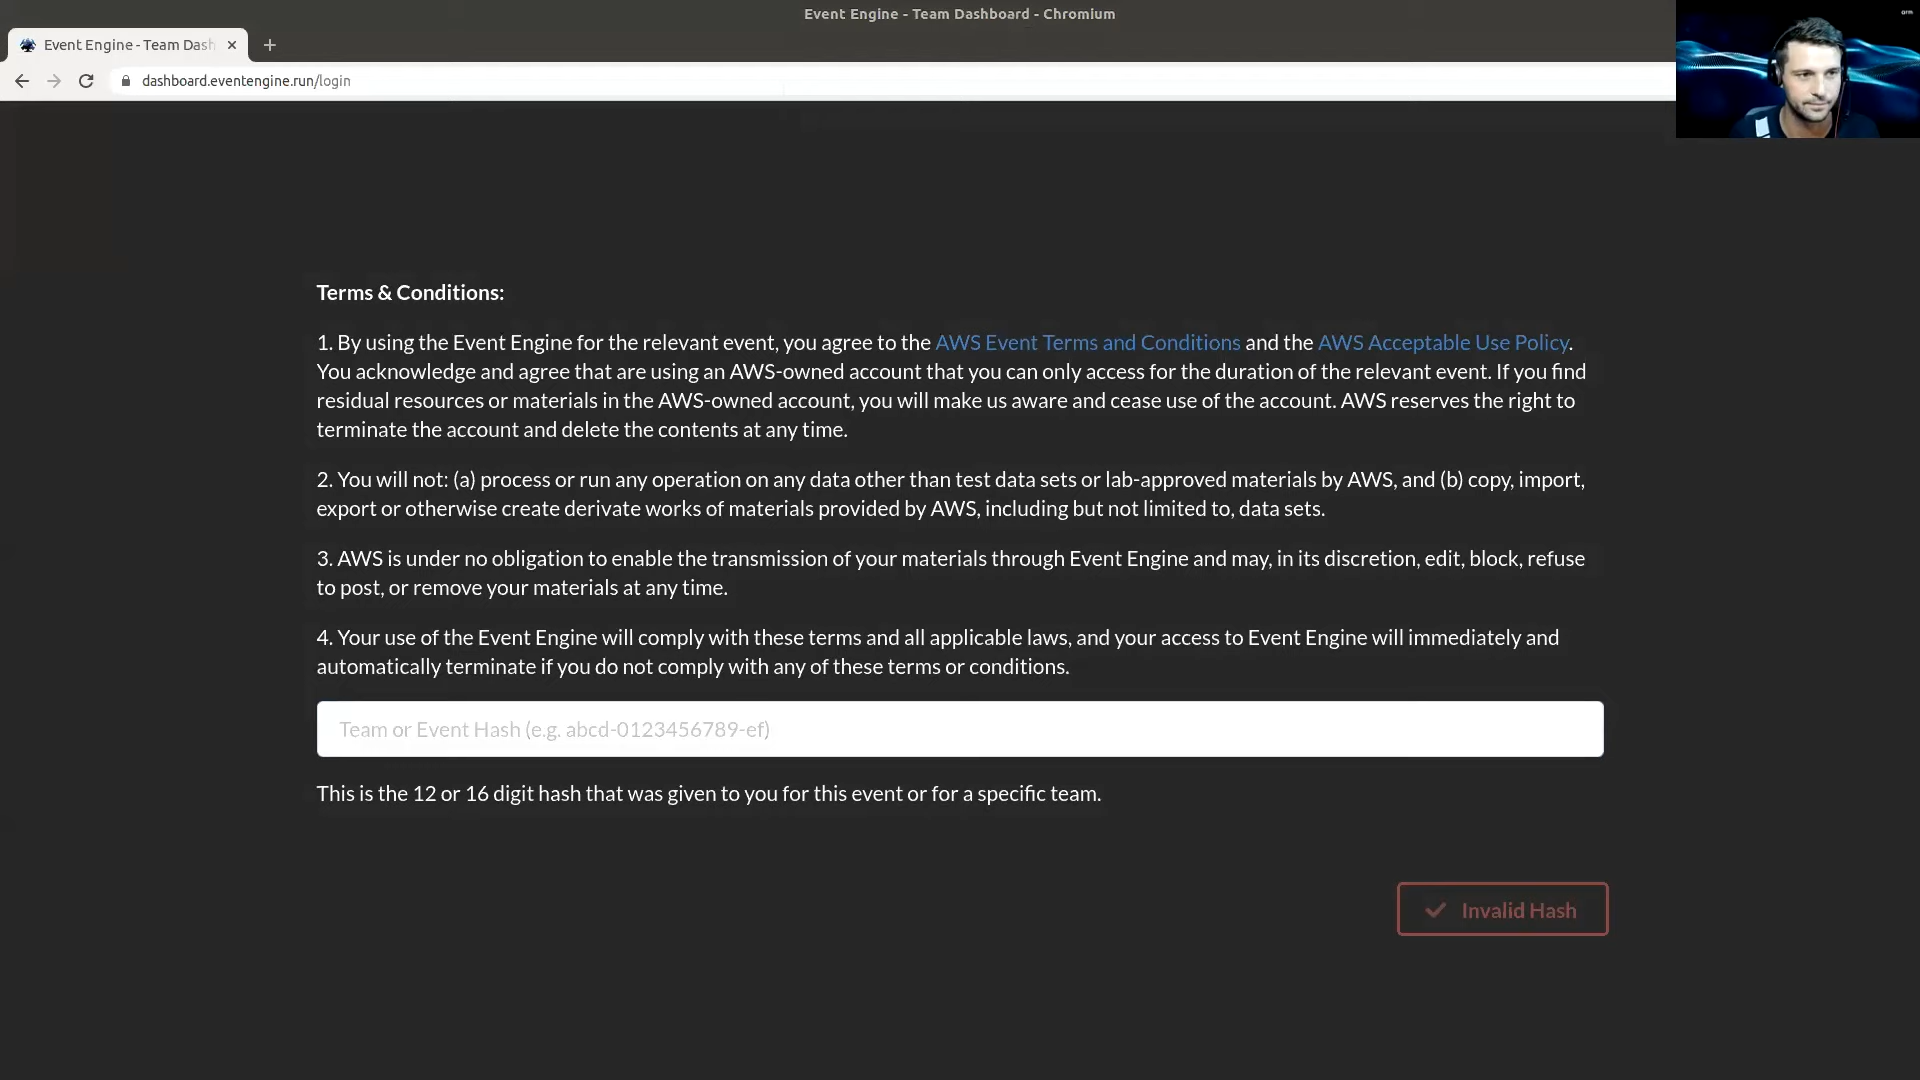 Event Engine - Team Dashboard - Chromium
arm
Event Engine - Team Dash
dashboard.eventengine.run/login
Terms & Conditions:
1. By using the Event Engine for the relevant event, you agree to the AWS Event Terms and Conditions and the AWS Acceptable Use Policy.
You acknowledge and agree that are using an AWS-owned account that you can only access for the duration of the relevant event. If you find
residual resources or materials in the AWS-owned account, you will make us aware and cease use of the account. AWS reserves the right to
terminate the account and delete the contents at any time.
2. You will not: (a) process or run any operation on any data other than test data sets or lab-approved materials by AWS, and (b) copy, import,
export or otherwise create derivate works of materials provided by AWS, including but not limited to, data sets.
3. AWS is under no obligation to enable the transmission of your materials through Event Engine and may, in its discretion, edit, block, refuse
to post, or remove your materials at any time.
4. Your use of the Event Engine will comply with these terms and all applicable laws, and your access to Event Engine will immediately and
automatically terminate if you do not comply with any of these terms or conditions.
Team or Event Hash (e.g. abcd-0123456789-ef)
This is the 12 or 16 digit hash that was given to you for this event or for a specific team.
Invalid Hash